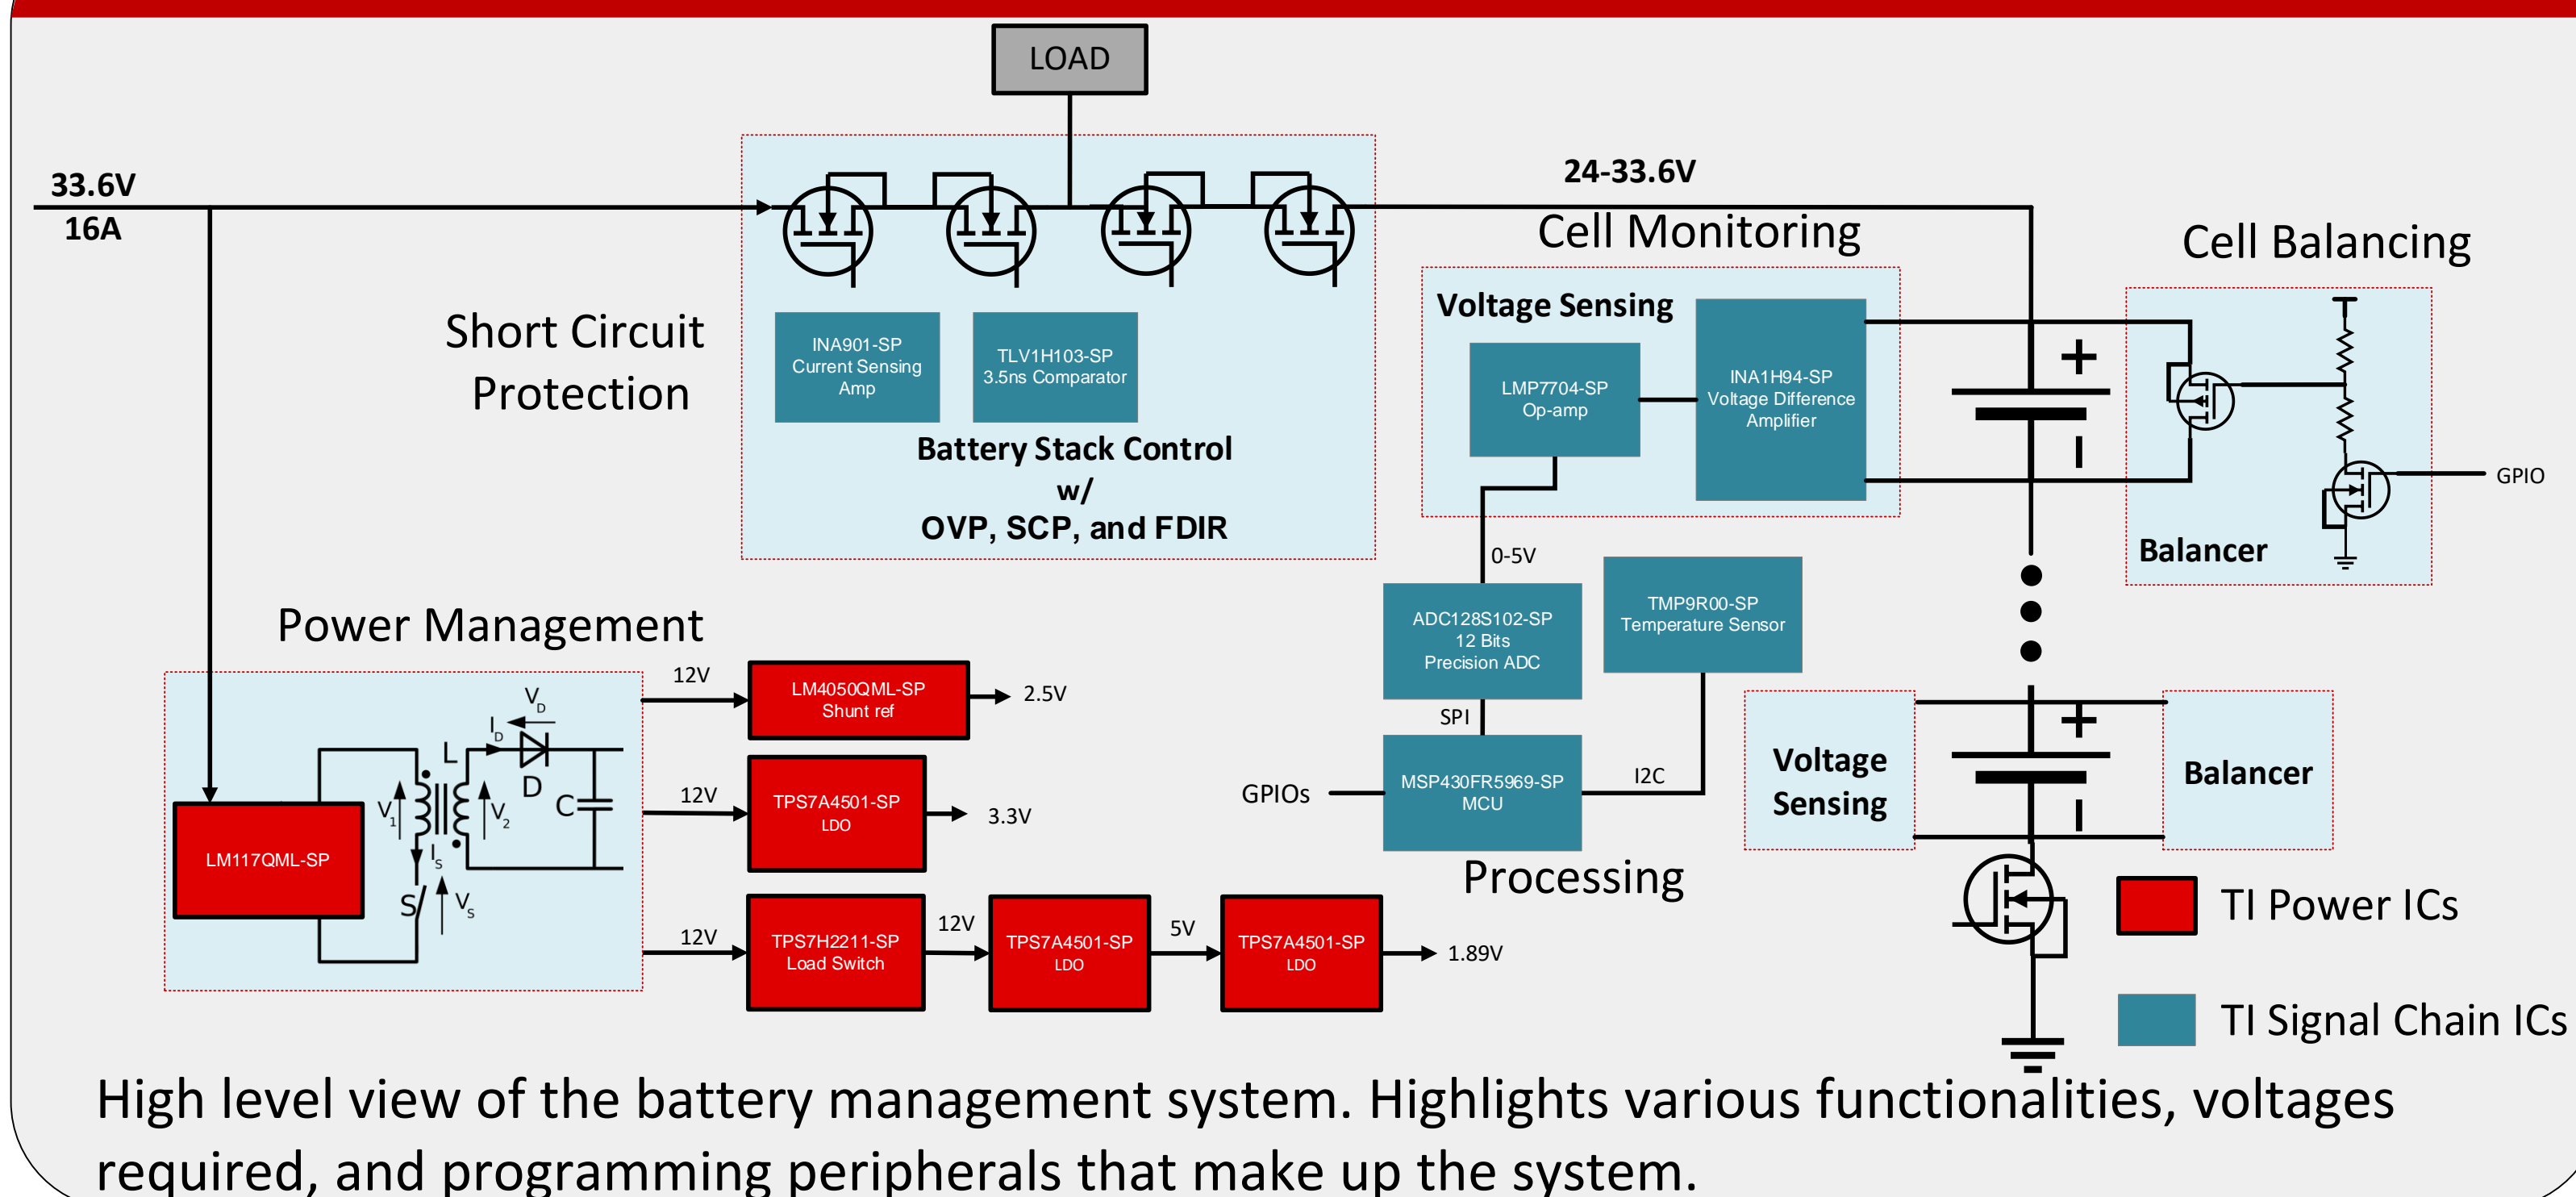 LOAD
33.6V
16A
24-33.6V
Cell Monitoring
Cell Balancing
Short Circuit
Protection
INA901-SP
Current Sensing
Amp
TLV1H103-SP
3.5ns Comparator
Battery Stack Control
w/
OVP, SCP, and FDIR
Voltage Sensing
LMP7704-SP
Op-amp
INA1H94-SP
Voltage Difference
Amplifier
+
GPIO
Balancer
0-5V
ADC128S102-SP
12 Bits
Precision ADC
TMP9R00-SP
Temperature Sensor
SPI
GPIOs
MSP430FR5969-SP
MCU
I2C
Processing
Power Management
LM117QML-SP
V1
IS
S
VS
L
V2
ID
VD
D
C
12V
LM4050QML-SP
Shunt ref
2.5V
12V
TPS7A4501-SP
LDO
3.3V
12V
TPS7H2211-SP
Load Switch
12V
TPS7A4501-SP
LDO
5V
TPS7A4501-SP
LDO
1.89V
Voltage
Sensing
+
Balancer
TI Power ICs
TI Signal Chain ICs
High level view of the battery management system. Highlights various functionalities, voltages
required, and programming peripherals that make up the system.